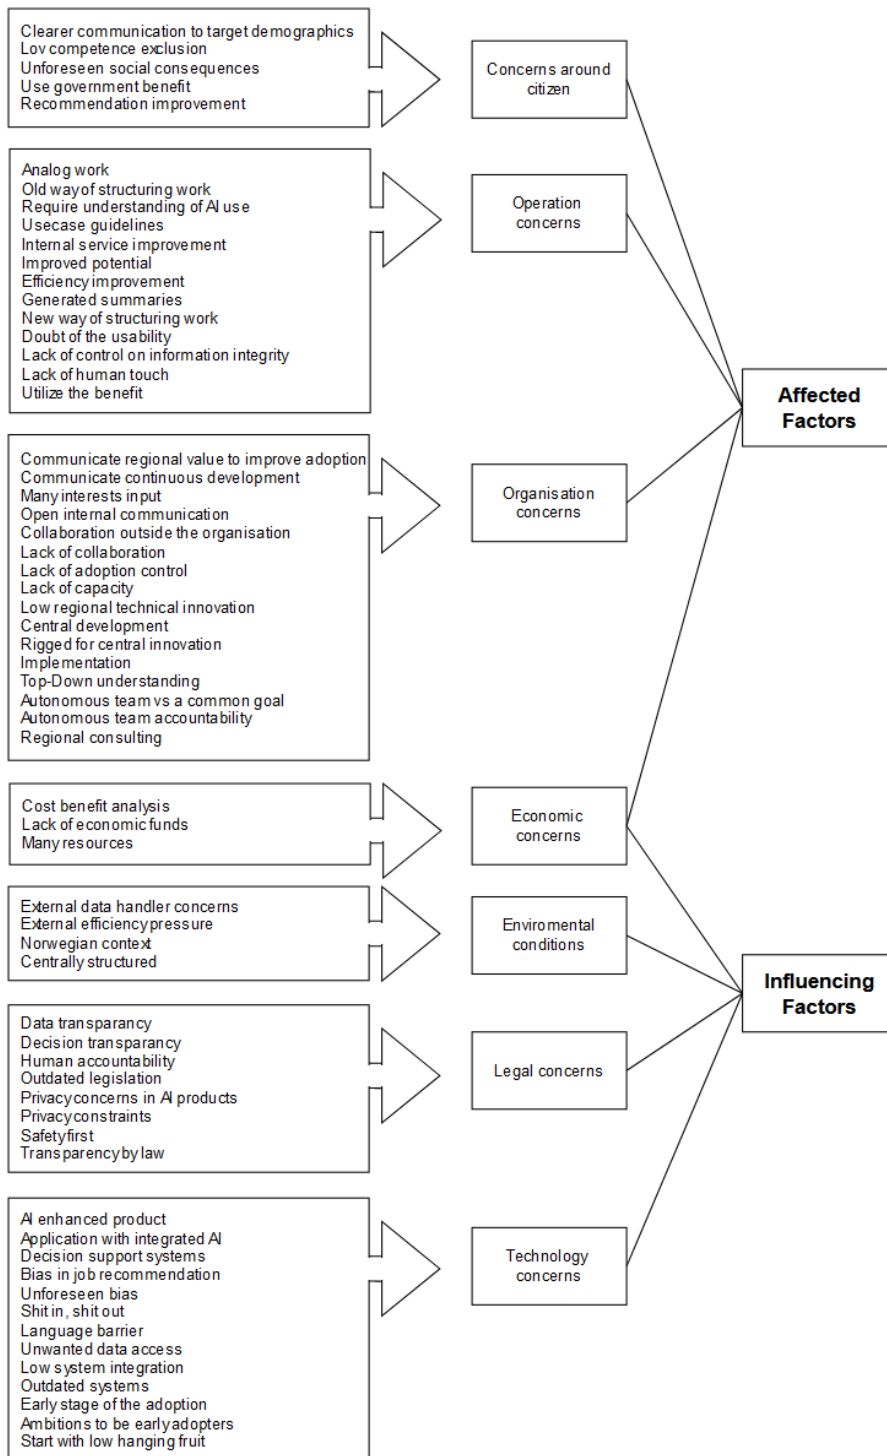 Clearer communication to target demographics
Lov competence exclusion
Unforeseen social consequences
Use government benefit
Recommendation improvement
Concerns around
citizen
Analog work
Old way of structuring work
Require understanding of AI use
Usecase guidelines
Internal service improvement
Improved potential
Efficiency improvement
Generated summaries
New way of structuring work
Doubt of the usability
Lack of control on information integrity
Lack of human touch
Utilize the benefit
Operation
concerns
Affected
Factors
Communicate regional value to improve adoption
Communicate continuous development
Many interests input
Open internal communication
Collaboration outside the organisation
Lack of collaboration
Lack of adoption control
Lack of capacity
Low regional technical innovation
Central development
Rigged for central innovation
Implementation
Top-Down understanding
Autonomous team vs a common goal
Autonomous team accountability
Regional consulting
Organisation
concerns
Cost benefit analysis
Lack of economic funds
Many resources
Economic
concerns
External data handler concerns
External efficiency pressure
Norwegian context
Centrally structured
Enviromental
conditions
Influencing
Factors
Data transparancy
Decision transparancy
Human accountability
Outdated legislation
Privacy concerns in AI products
Privacy constraints
Safety first
Transparency by law
Legal concerns
AI enhanced product
Application with integrated AI
Decision support systems
Bias in job recommendation
Unforeseen bias
Shit in, shit out
Language barrier
Unwanted data access
Low system integration
Outdated systems
Early stage of the adoption
Ambitions to be early adopters
Start with low hanging fruit
Technology
concerns